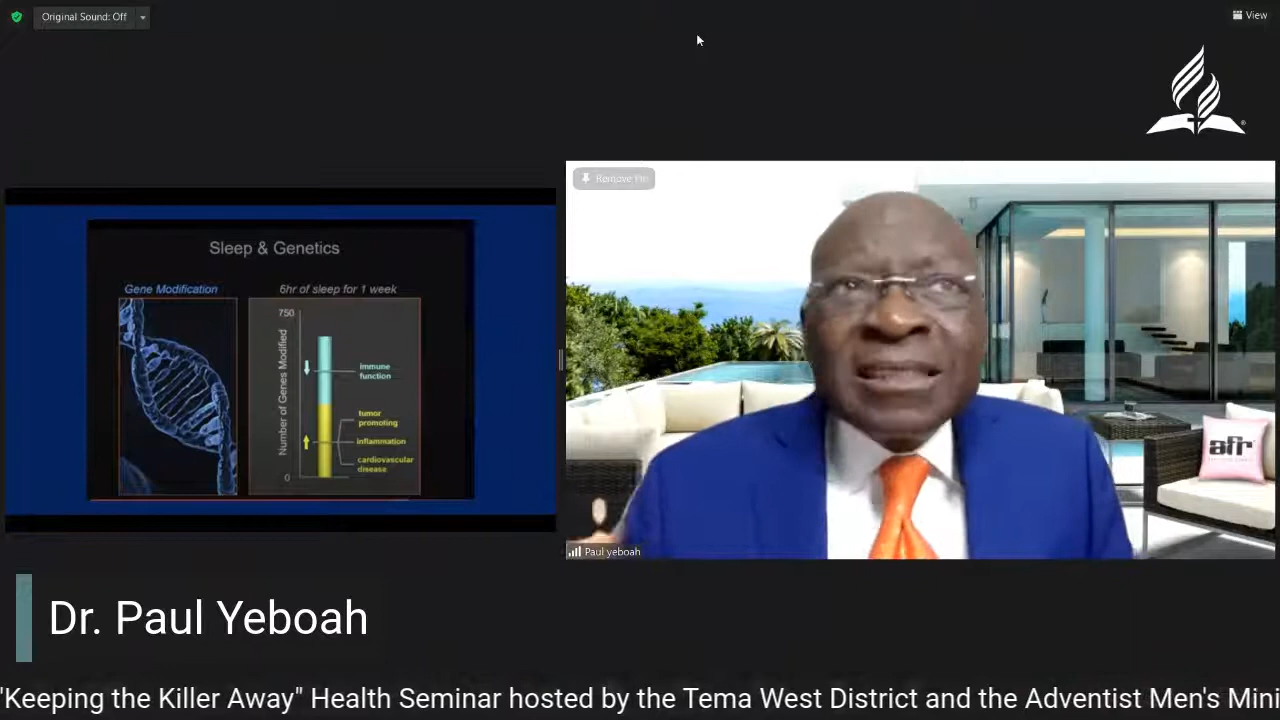 Original Sound: Off
View
Sleep & Genetics
Gene Modification
6hr of sleep for 1 week
750
Number of Genes Modified
immune
function
tumor
promoting
inflammation
cardiovascular
disease
0
Remove Pin
afr
Paul yeboah
Dr. Paul Yeboah
"Keeping the Killer Away" Health Seminar hosted by the Tema West District and the Adventist Men's Mini